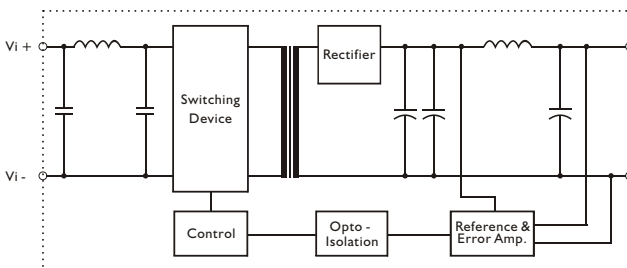 Vi +
Rectifier
Switching
Device
Vi -
Control
Opto -
Isolation
Reference &
Error Amp.